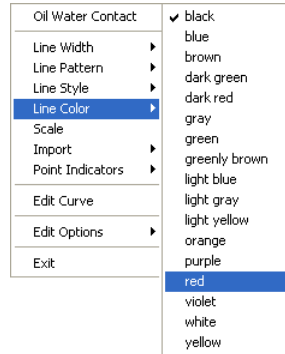 Oil Water Contact
Line Width
Line Pattern
Line Style
Line Color
Scale
Import
Point Indicators
Edit Curve
Edit Options
Exit
black
blue
brown
dark green
dark red
gray
green
greenly brown
light blue
light gray
light yellow
orange
purple
red
violet
white
yellow